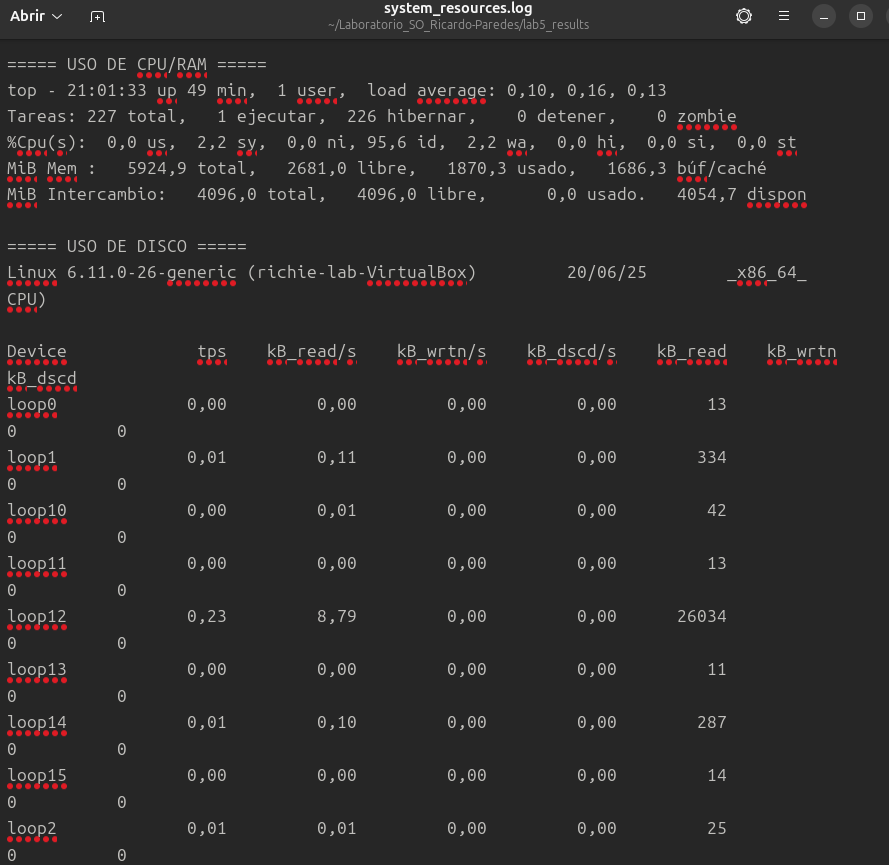 Abrir
system_resources.log
~/Laboratorio_SO_Ricardo-Paredes/lab5_results
===== USO DE CPU/RAM =====
top - 21:01:33 up 49 min,  1 user,  load average: 0,10, 0,16, 0,13
Tareas: 227 total,   1 ejecutar,  226 hibernar,    0 detener,    0 zombie
%Cpu(s):  0,0 us,  2,2 sy,  0,0 ni, 95,6 id,  2,2 wa,  0,0 hi,  0,0 si,  0,0 st
MiB Mem :   5924,9 total,   2681,0 libre,   1870,3 usado,   1686,3 búf/caché
MiB Intercambio:   4096,0 total,   4096,0 libre,      0,0 usado.   4054,7 dispon
===== USO DE DISCO =====
Linux 6.11.0-26-generic (richie-lab-VirtualBox)         20/06/25        _x86_64_
CPU)
Device             tps    kB_read/s    kB_wrtn/s    kB_dscd/s    kB_read    kB_wrtn
kB_dscd
loop0             0,00         0,00         0,00         0,00         13
0          0
loop1             0,01         0,11         0,00         0,00        334
0          0
loop10            0,00         0,01         0,00         0,00         42
0          0
loop11            0,00         0,00         0,00         0,00         13
0          0
loop12            0,23         8,79         0,00         0,00      26034
0          0
loop13            0,00         0,00         0,00         0,00         11
0          0
loop14            0,01         0,10         0,00         0,00        287
0          0
loop15            0,00         0,00         0,00         0,00         14
0          0
loop2             0,01         0,01         0,00         0,00         25
0          0